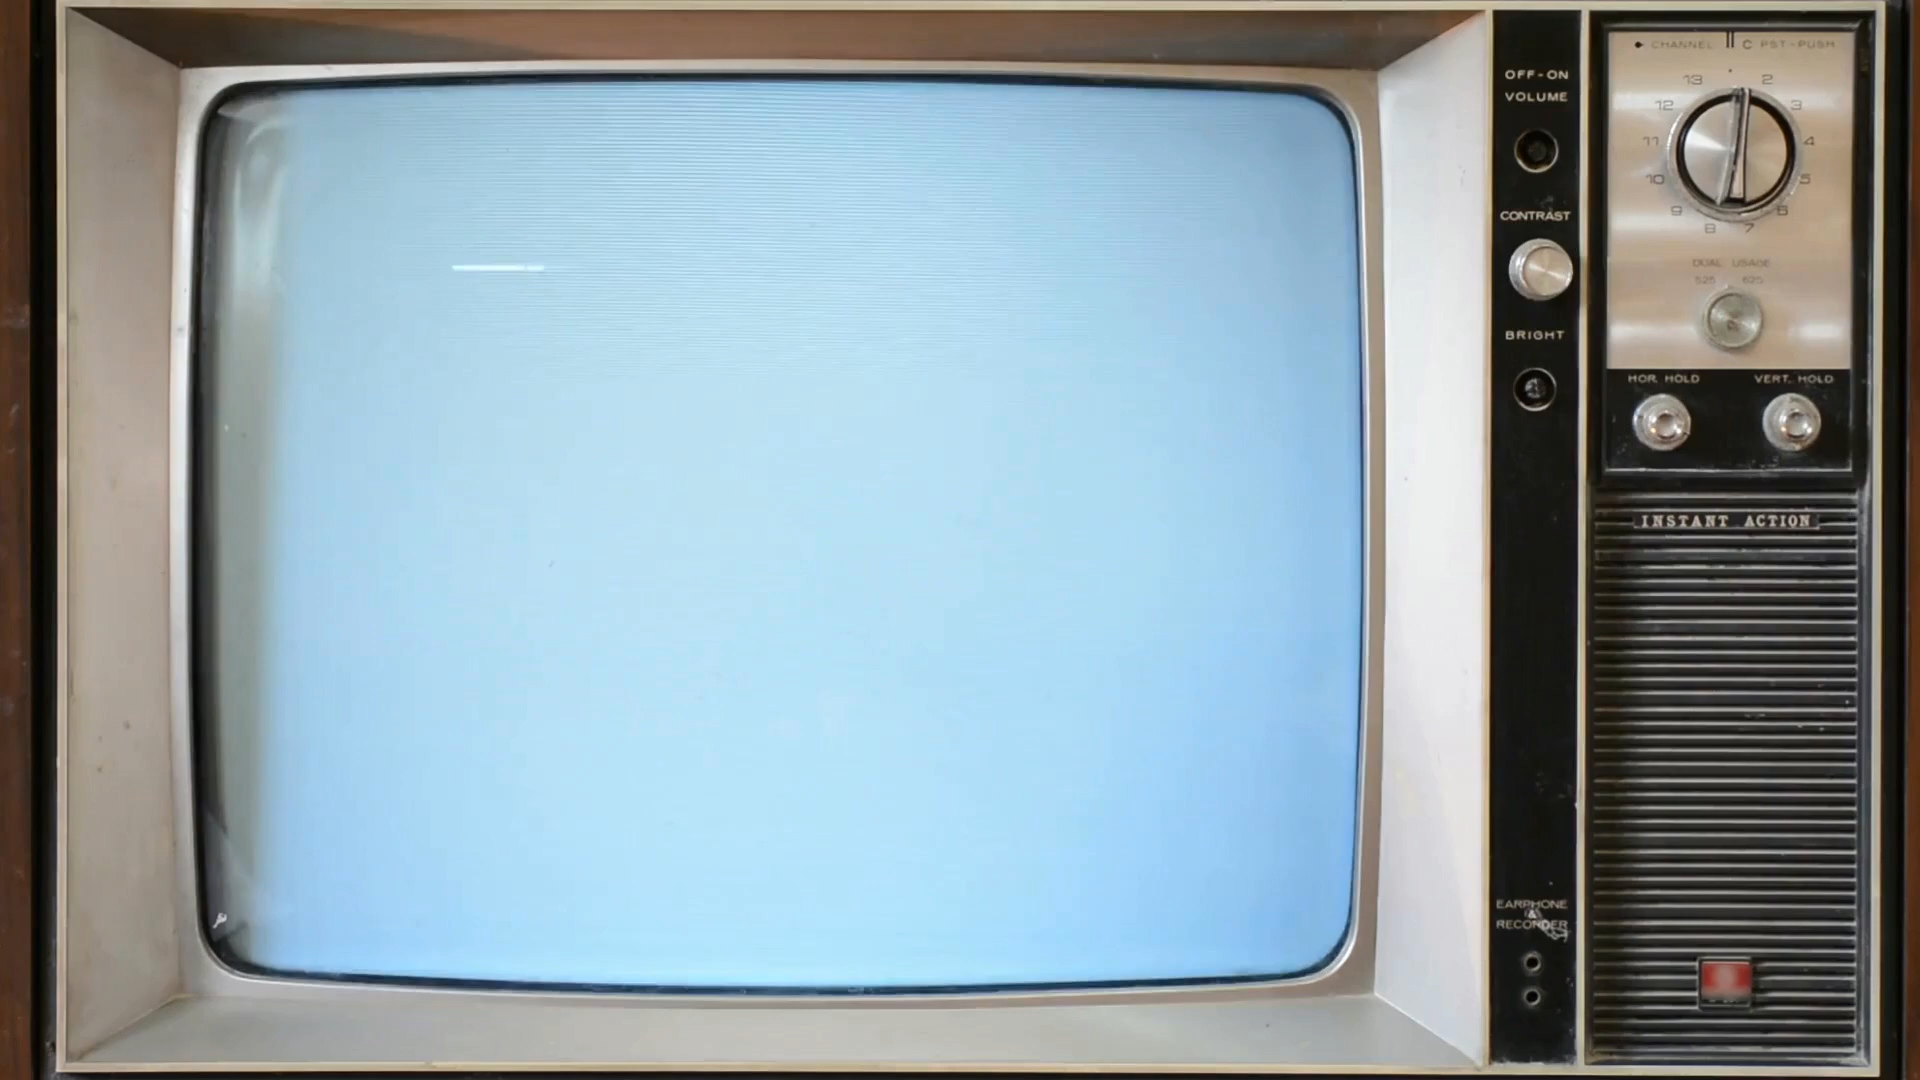 OFF-ON
VOLUME
CONTRAST
BRIGHT
EARPHONE
&
RECORDER
CHANNEL
PST-PUSH
13 2
12 3
11 4
10 5
9 6
8 7
DUAL USAGE
525 625
HOR. HOLD VERT. HOLD
INSTANT ACTION